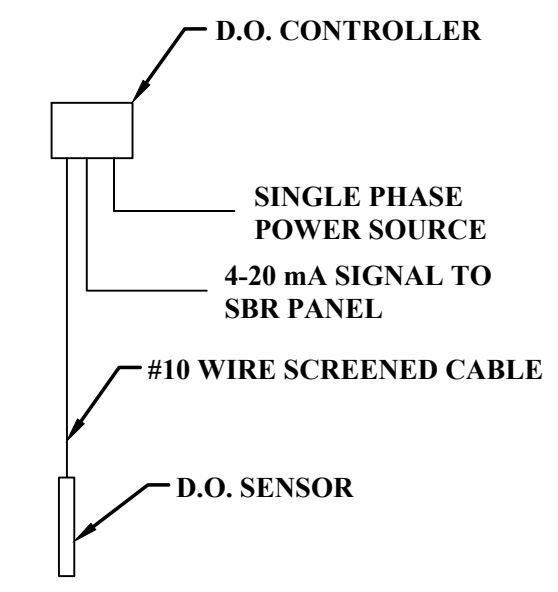 D.O. CONTROLLER
SINGLE PHASE
POWER SOURCE
4-20 mA SIGNAL TO
SBR PANEL
#10 WIRE SCREENED CABLE
D.O. SENSOR